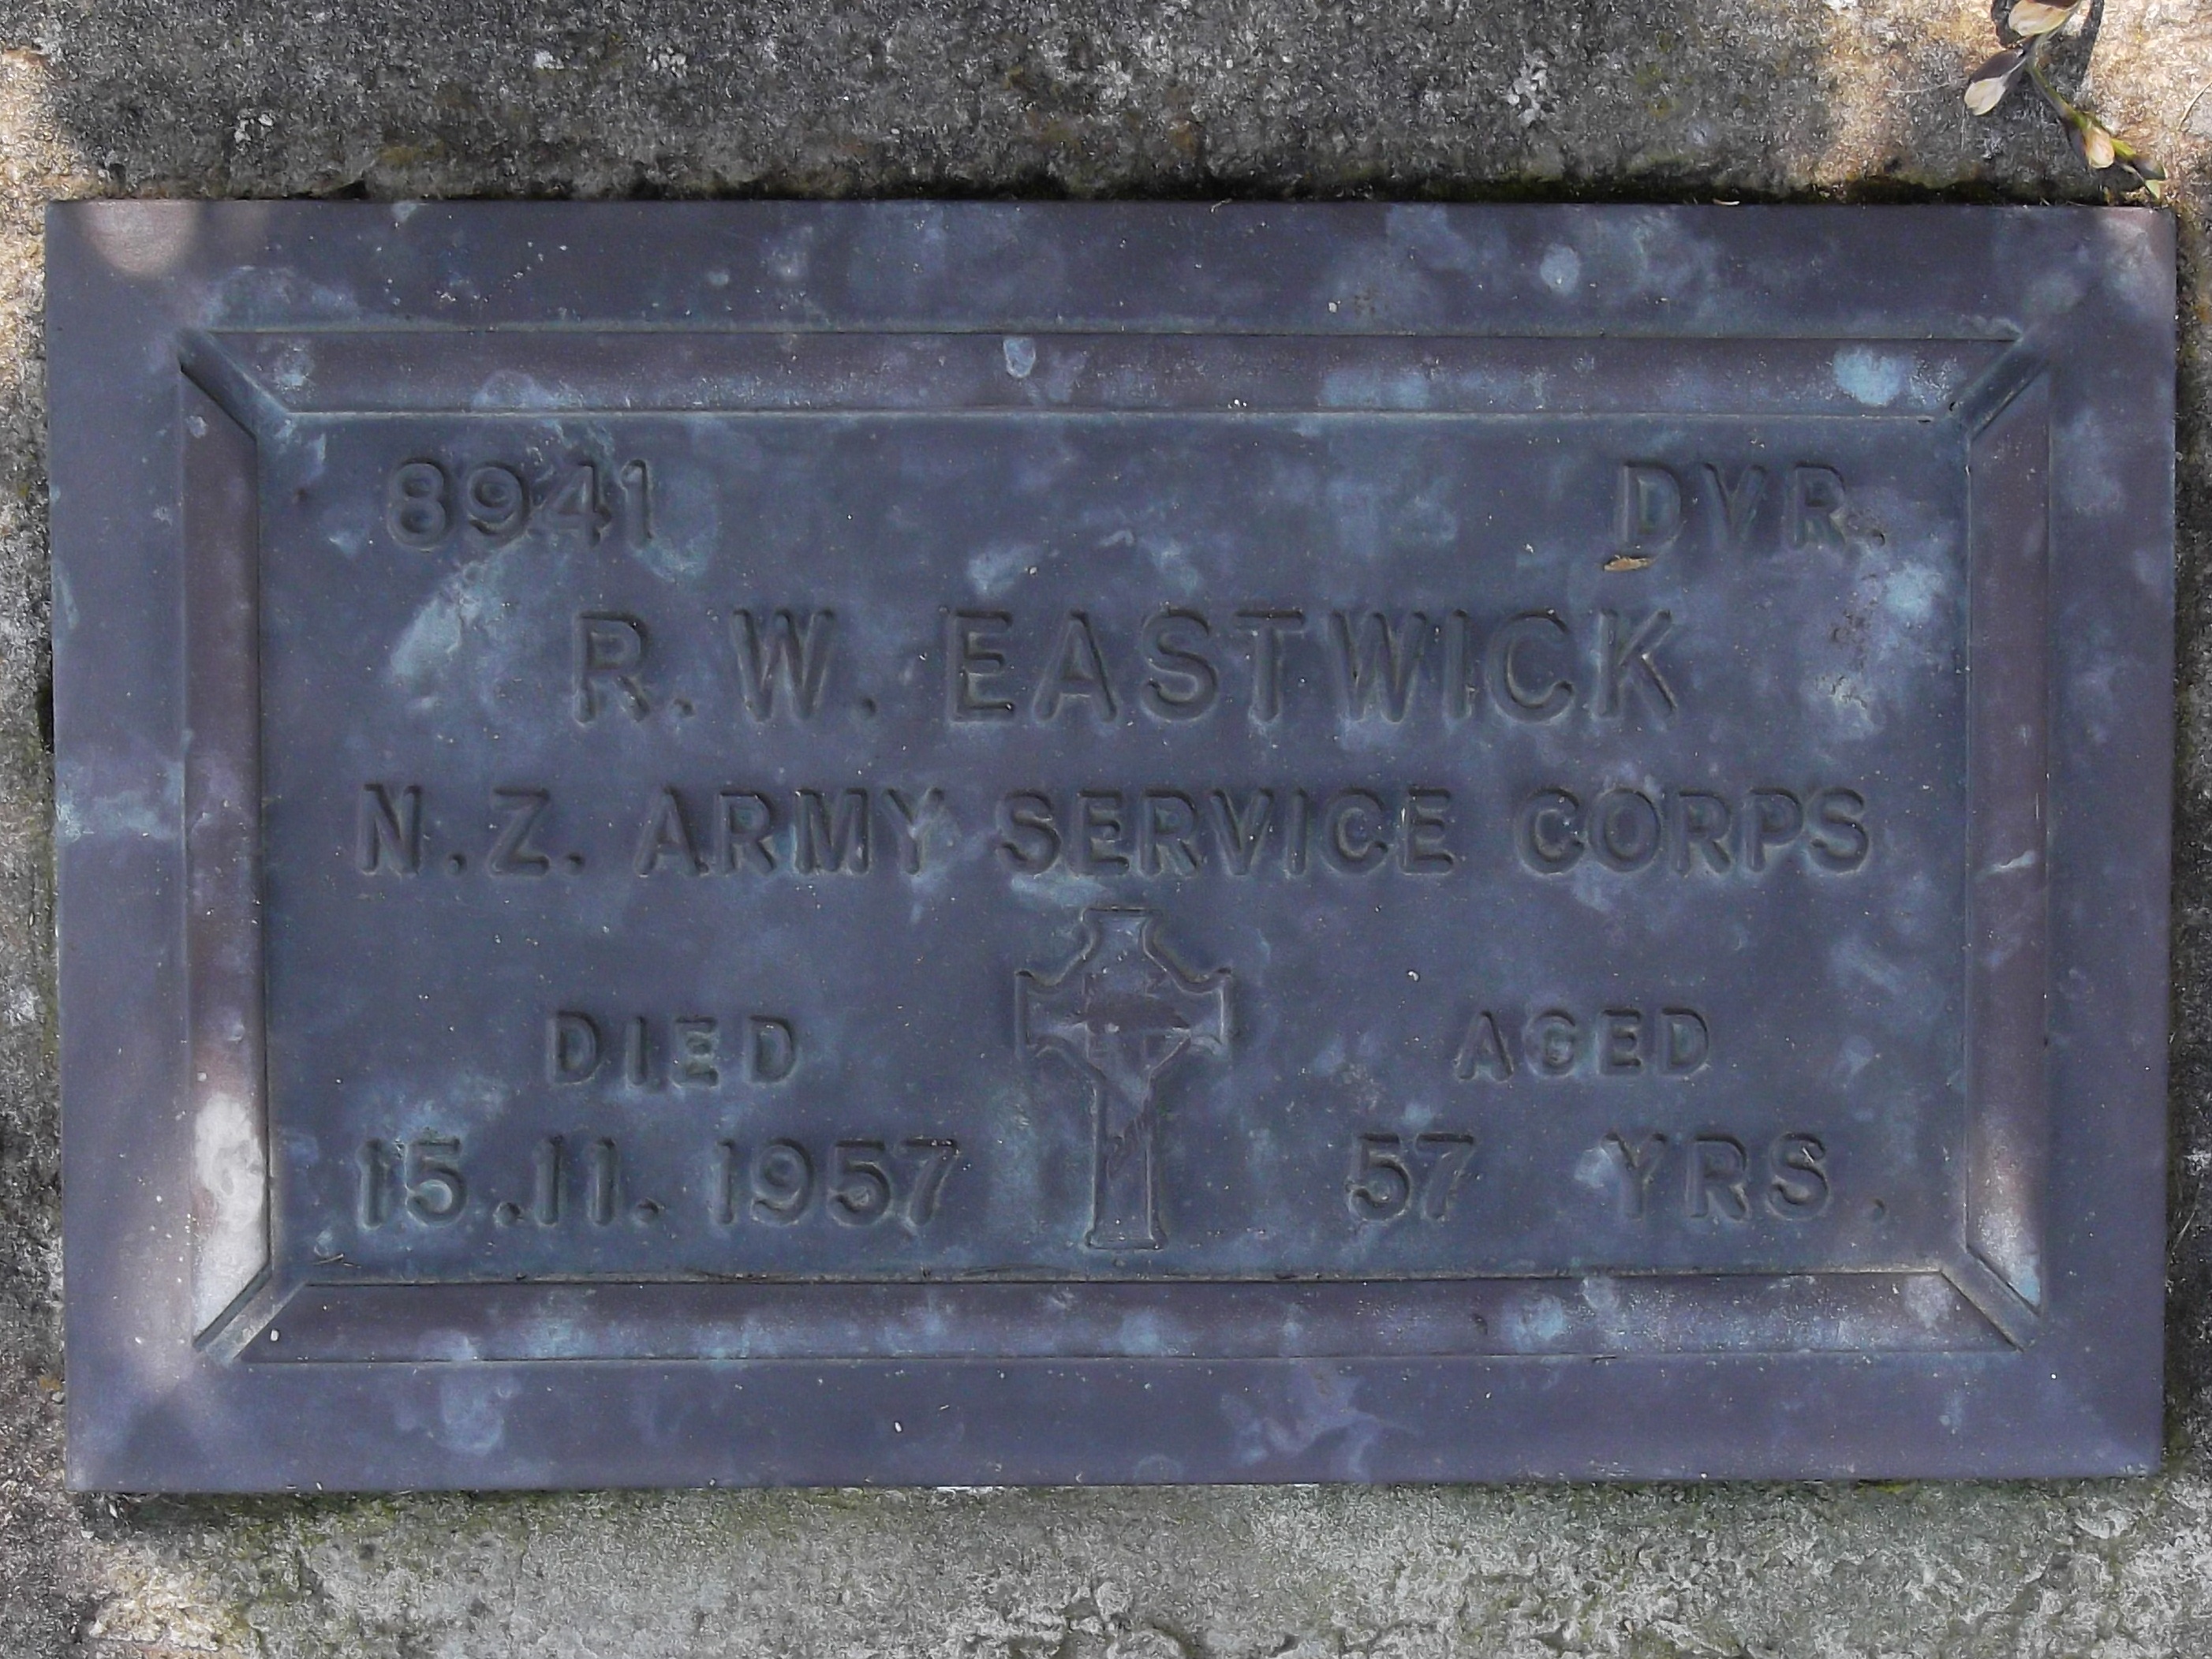 8941 DVR.
R. W. EASTWICK
N.Z. ARMY SERVICE CORPS
DIED AGED
15.11.1957 57 YRS.